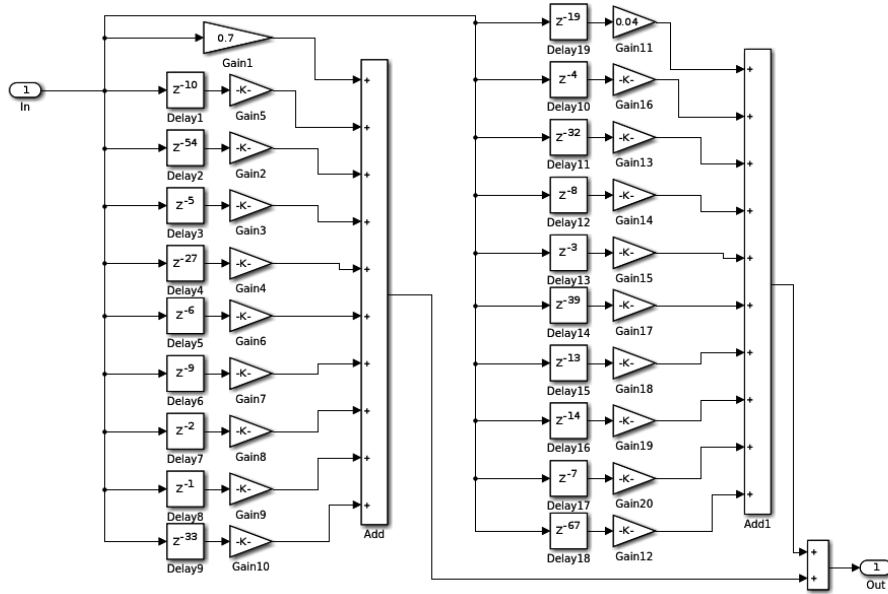 1
In
0.7
Gain1
z-10
Delay1
-K-
Gain5
z-54
Delay2
-K-
Gain2
z-5
Delay3
-K-
Gain3
z-27
Delay4
-K-
Gain4
z-6
Delay5
-K-
Gain6
z-9
Delay6
-K-
Gain7
z-2
Delay7
-K-
Gain8
z-1
Delay8
-K-
Gain9
z-33
Delay9
-K-
Gain10
+
+
+
+
+
+
+
+
+
+
Add
z-19
Delay19
0.04
Gain11
z-4
Delay10
-K-
Gain16
z-32
Delay11
-K-
Gain13
z-8
Delay12
-K-
Gain14
z-3
Delay13
-K-
Gain15
z-39
Delay14
-K-
Gain17
z-13
Delay15
-K-
Gain18
z-14
Delay16
-K-
Gain19
z-7
Delay17
-K-
Gain20
z-67
Delay18
-K-
Gain12
+
+
+
+
+
+
+
+
+
+
Add1
+
+
1
Out